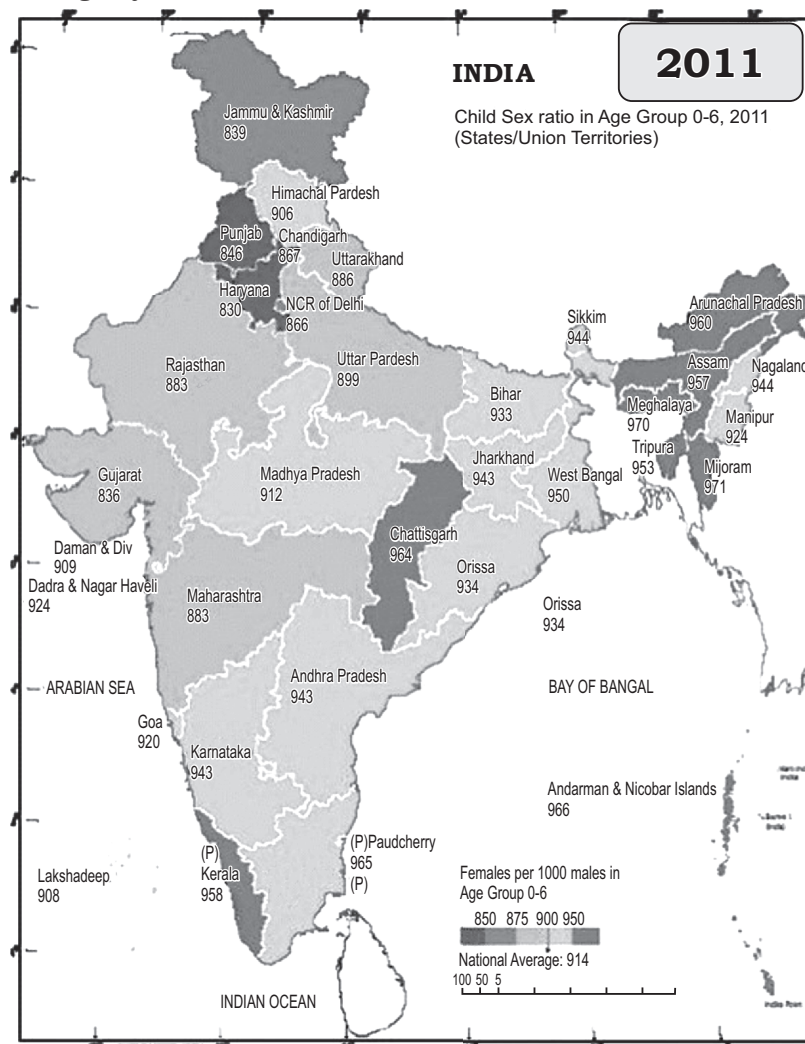 INDIA
2011
Child Sex ratio in Age Group 0-6, 2011
(States/Union Territories)
Jammu & Kashmir
839
Himachal Pardesh
906
Punjab
846
Chandigarh
867
Uttarakhand
886
Haryana
830
NCR of Delhi
866
Rajasthan
883
Uttar Pardesh
899
Sikkim
944
Arunachal Pradesh
960
Assam
957
Nagaland
944
Bihar
933
Meghalaya
970
Manipur
924
Tripura
953
Mijoram
971
Gujarat
836
Madhya Pradesh
912
Jharkhand
943
West Bangal
950
Chattisgarh
964
Daman & Div
909
Dadra & Nagar Haveli
924
Maharashtra
883
Orissa
934
Orissa
934
Andhra Pradesh
943
ARABIAN SEA
BAY OF BANGAL
Goa
920
Karnataka
943
Andarman & Nicobar Islands
966
(P)
Kerala
958
(P)Paudcherry
965
(P)
Lakshadeep
908
Females per 1000 males in
Age Group 0-6
850 875 900 950
National Average: 914
100 50 5
INDIAN OCEAN